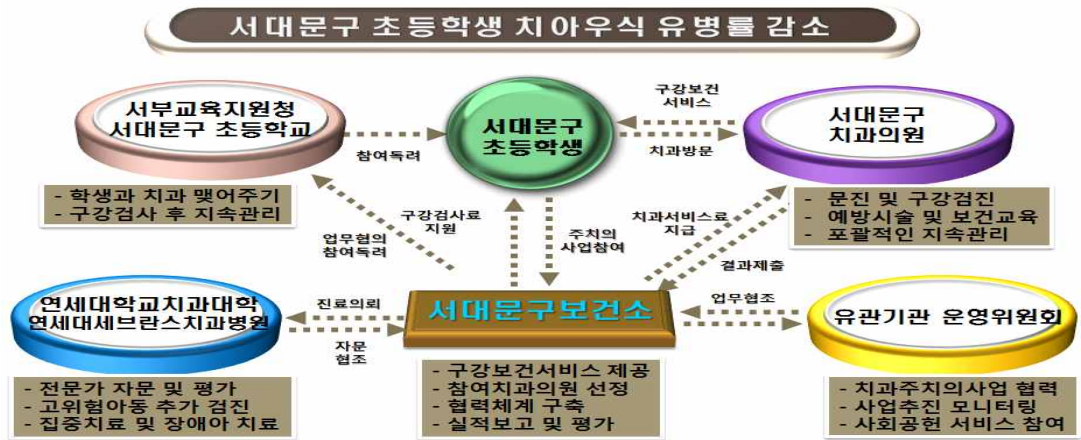 서대문구 초등학생 치아우식 유병률 감소
서부교육지원청
서대문구 초등학교
- 학생과 치과 맺어주기
- 구강검사 후 지속관리
참여독려
서대문구
초등학생
구강보건
서비스
치과방문
서대문구
치과의원
- 문진 및 구강검진
- 예방시술 및 보건교육
- 포괄적인 지속관리
업무협의
참여독려
구강검사료
지원
주치의
사업참여
치과서비스료
지급
결과제출
연세대학교치과대학
연세대세브란스치과병원
- 전문가 자문 및 평가
- 고위험아동 추가 검진
- 집중치료 및 장애아 치료
진료의뢰
자문
협조
서대문구보건소
- 구강보건서비스 제공
- 참여치과의원 선정
- 협력체계 구축
- 실적보고 및 평가
업무협조
유관기관 운영위원회
- 치과주치의사업 협력
- 사업추진 모니터링
- 사회공헌 서비스 참여